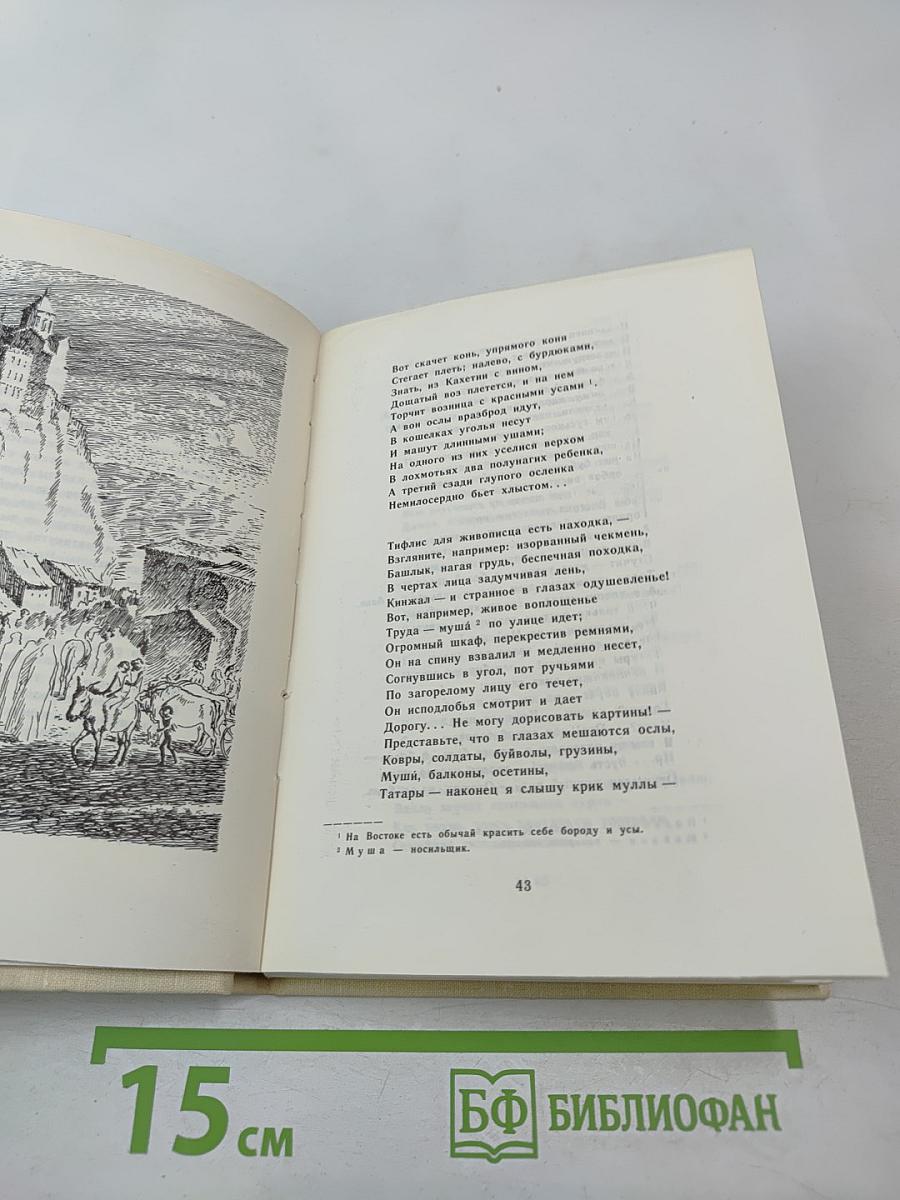 Вот скачет конь, упрямого кони
Стегает плеть; налево, с бурдюками,
Знать, из Кахетии с вином,
Дощатый воз плетется, и на нем
Торчит возница с красными усами ¹.
А вон ослы вразброд идут,
В кошелках уголья несут
И машут длинными ушами;
На одного из них уселися верхом
В лохмотьях два полунагих ребенка,
А третий сзади глупого осленка
Немилосердно бьет хлыстом...
Тифлис для живописца есть находка, —
Взгляните, например: изорванный чекмень,
Башлык, нагая грудь, беспечная походка,
В чертах лица задумчивая лень,
Кинжал — и странное в глазах одушевленье!
Вот, например, живое воплощенье
Труда — муша́ ² по улице идет;
Огромный шкаф, перекрестив ремнями,
Он на спину взвалил и медленно несет,
Согнувшись в угол, пот ручьями
По загорелому лицу его течет,
Он исподлобья смотрит и дает
Дорогу... Не могу дорисовать картины! —
Представьте, что в глазах мешаются ослы,
Ковры, солдаты, буйволы, грузины,
Муши́, балконы, осетины,
Татары — наконец я слышу крик муллы —
¹ На Востоке есть обычай красить себе бороду и усы.
² Муша — носильщик.
43
15 см
БФ БИБЛИОФАН